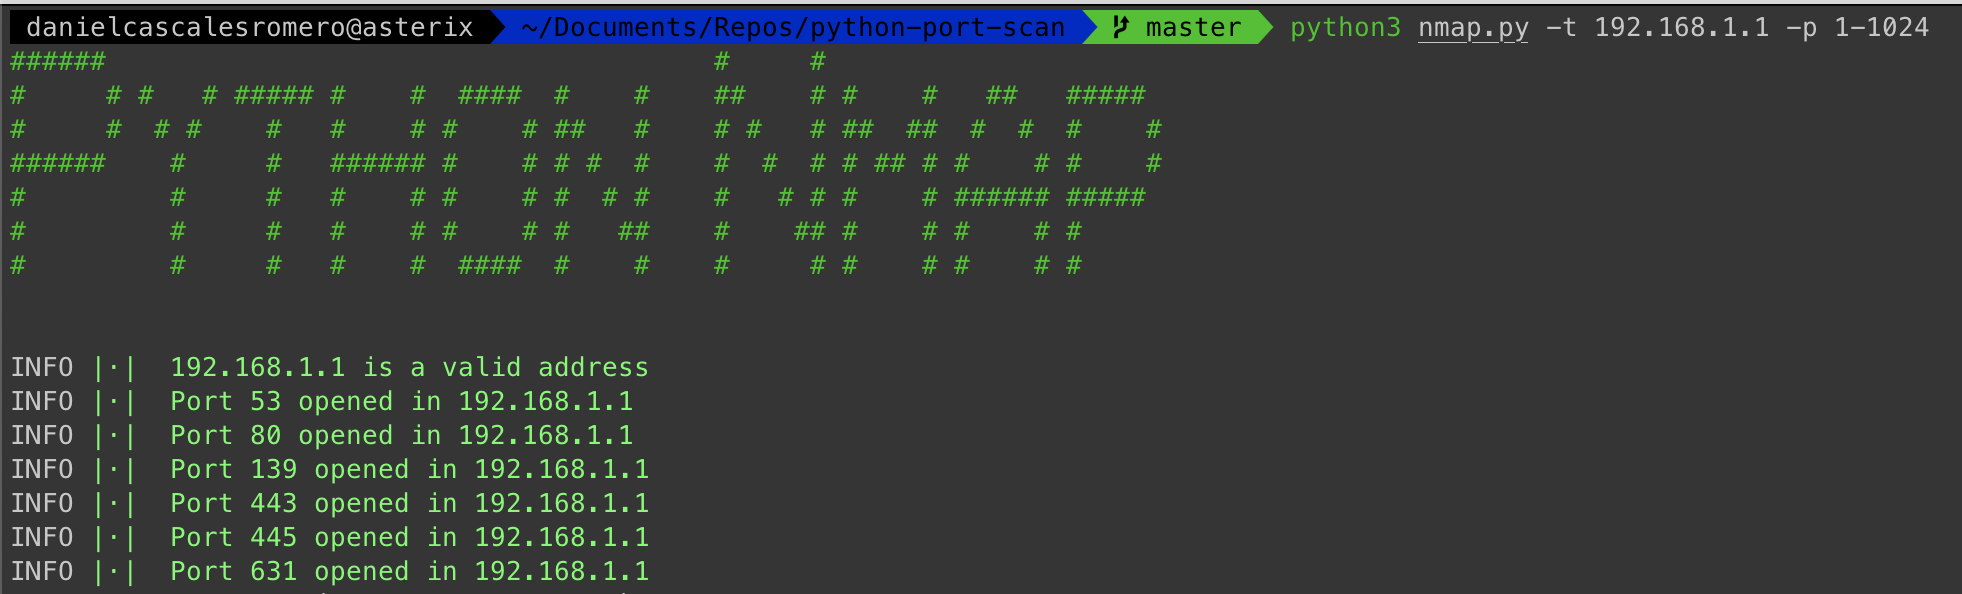 danielcascalesromero@asterix ~/Documents/Repos/python-port-scan master python3 nmap.py -t 192.168.1.1 -p 1-1024
######                                      #     #
#     # #   # ##### #    #  ####  #    #    ##    # #    #   ##   #####
#     #  # #    #   #    # #    # ##   #    # #   # ##  ##  #  #  #    #
######    #     #   ###### #    # # #  #    #  #  # # ## # #    # #    #
#         #     #   #    # #    # #  # #    #   # # #    # ###### #####
#         #     #   #    # #    # #   ##    #    ## #    # #    # #
#         #     #   #    #  ####  #    #    #     # #    # #    # #
INFO |·|  192.168.1.1 is a valid address
INFO |·|  Port 53 opened in 192.168.1.1
INFO |·|  Port 80 opened in 192.168.1.1
INFO |·|  Port 139 opened in 192.168.1.1
INFO |·|  Port 443 opened in 192.168.1.1
INFO |·|  Port 445 opened in 192.168.1.1
INFO |·|  Port 631 opened in 192.168.1.1